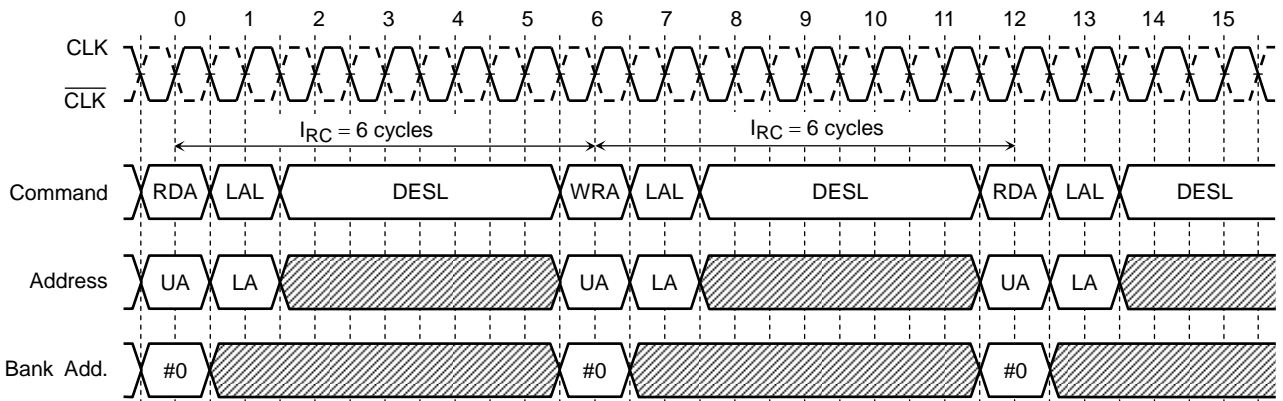 0 1 2 3 4 5 6 7 8 9 10 11 12 13 14 15
CLK
CLK
IRC = 6 cycles IRC = 6 cycles
Command RDA LAL DESL WRA LAL DESL RDA LAL DESL
Address UA LA UA LA UA LA
Bank Add. #0 #0 #0